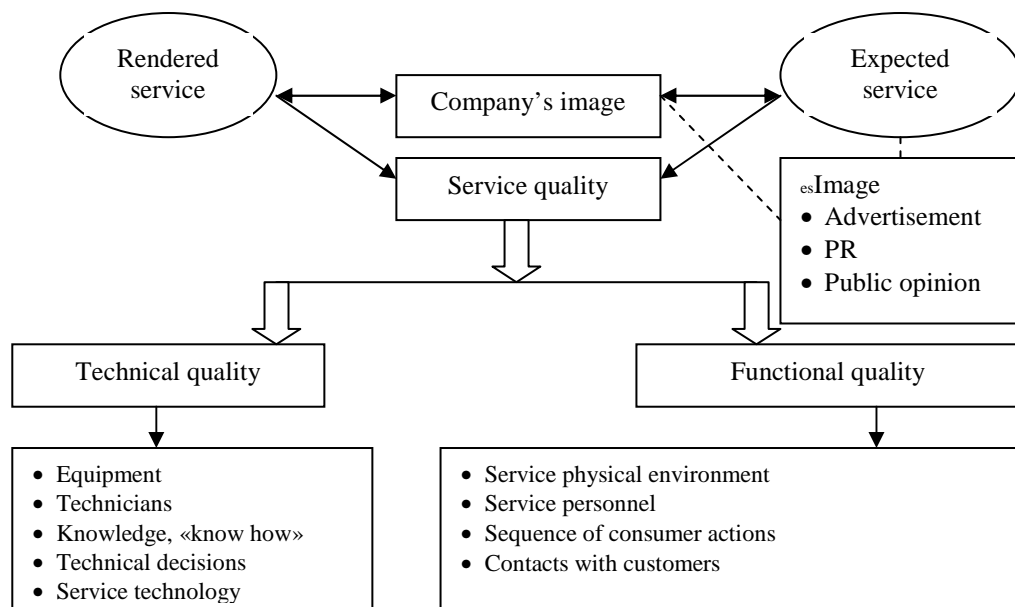 Rendered
service
Company's image
Expected
service
Service quality
esImage
• Advertisement
• PR
• Public opinion
Technical quality
Functional quality
• Equipment
• Technicians
• Knowledge, «know how»
• Technical decisions
• Service technology
• Service physical environment
• Service personnel
• Sequence of consumer actions
• Contacts with customers